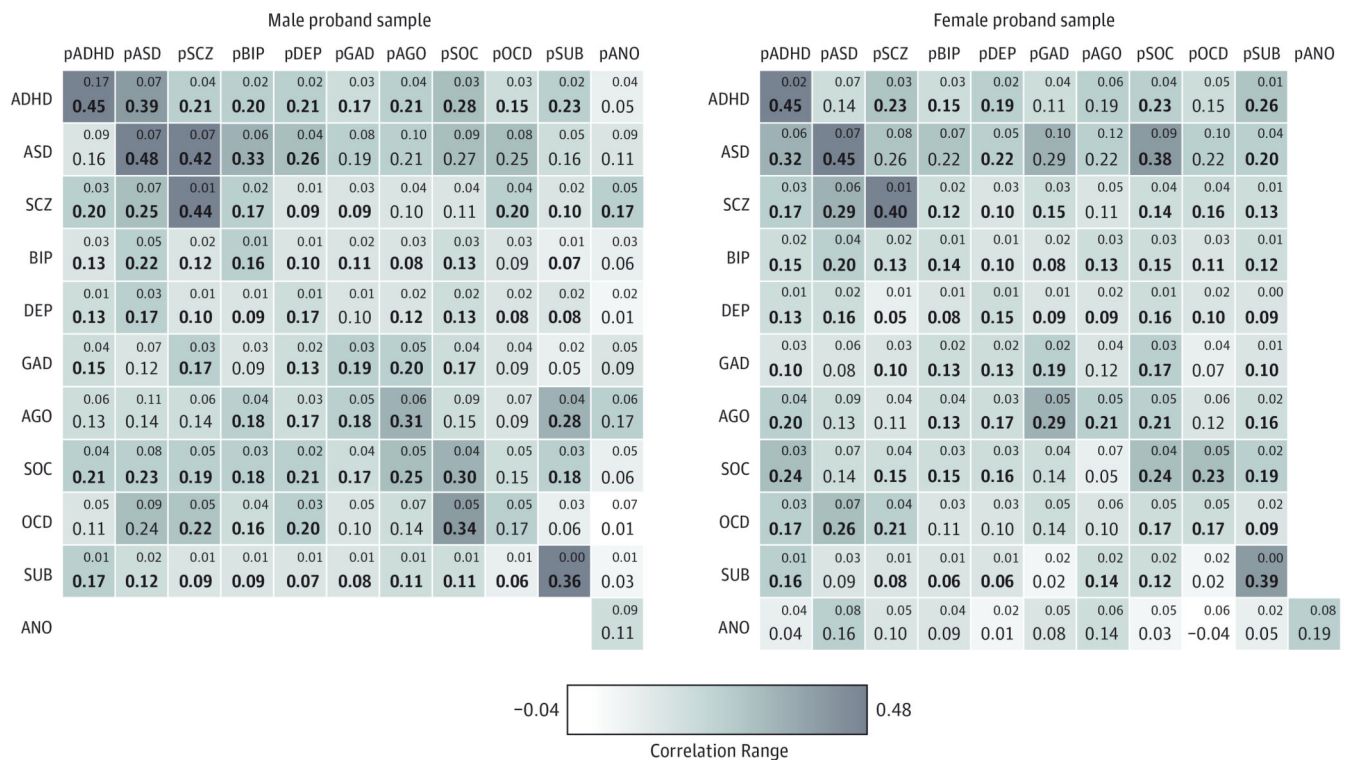 Male proband sample
pADHD pASD pSCZ pBIP pDEP pGAD pAGO pSOC pOCD pSUB pANO
0.17 0.07 0.04 0.02 0.02 0.03 0.04 0.03 0.03 0.02 0.04
ADHD 0.45 0.39 0.21 0.20 0.21 0.17 0.21 0.28 0.15 0.23 0.05
0.09 0.07 0.07 0.06 0.04 0.08 0.10 0.09 0.08 0.05 0.09
ASD 0.16 0.48 0.42 0.33 0.26 0.19 0.21 0.27 0.25 0.16 0.11
0.03 0.07 0.01 0.02 0.01 0.03 0.04 0.04 0.04 0.02 0.05
SCZ 0.20 0.25 0.44 0.17 0.09 0.09 0.10 0.11 0.20 0.10 0.17
0.03 0.05 0.02 0.01 0.01 0.02 0.03 0.03 0.03 0.01 0.03
BIP 0.13 0.22 0.12 0.16 0.10 0.11 0.08 0.13 0.09 0.07 0.06
0.01 0.03 0.01 0.01 0.01 0.01 0.02 0.02 0.02 0.01 0.02
DEP 0.13 0.17 0.10 0.09 0.17 0.10 0.12 0.13 0.08 0.08 0.01
0.04 0.07 0.03 0.03 0.02 0.03 0.05 0.04 0.04 0.02 0.05
GAD 0.15 0.12 0.17 0.09 0.13 0.19 0.20 0.17 0.09 0.05 0.09
0.06 0.11 0.06 0.04 0.03 0.05 0.06 0.09 0.07 0.04 0.06
AGO 0.13 0.14 0.14 0.18 0.17 0.18 0.31 0.15 0.09 0.28 0.17
0.04 0.08 0.04 0.03 0.02 0.04 0.05 0.04 0.05 0.03 0.05
SOC 0.21 0.23 0.19 0.18 0.21 0.17 0.25 0.30 0.15 0.18 0.06
0.05 0.09 0.05 0.04 0.03 0.05 0.07 0.05 0.05 0.03 0.07
OCD 0.11 0.24 0.22 0.16 0.20 0.10 0.14 0.34 0.17 0.06 0.01
0.01 0.02 0.01 0.01 0.01 0.01 0.01 0.01 0.01 0.00 0.01
SUB 0.17 0.12 0.09 0.09 0.07 0.08 0.11 0.11 0.06 0.36 0.03
0.09
ANO 0.11
Female proband sample
pADHD pASD pSCZ pBIP pDEP pGAD pAGO pSOC pOCD pSUB pANO
0.02 0.07 0.03 0.03 0.02 0.04 0.06 0.04 0.05 0.01
ADHD 0.45 0.14 0.23 0.15 0.19 0.11 0.19 0.23 0.15 0.26
0.06 0.07 0.08 0.07 0.05 0.10 0.12 0.09 0.10 0.04
ASD 0.32 0.45 0.26 0.22 0.22 0.29 0.22 0.38 0.22 0.20
0.03 0.06 0.01 0.02 0.03 0.03 0.05 0.04 0.04 0.01
SCZ 0.17 0.29 0.40 0.12 0.10 0.15 0.11 0.14 0.16 0.13
0.02 0.04 0.02 0.01 0.01 0.02 0.03 0.03 0.03 0.01
BIP 0.15 0.20 0.13 0.14 0.10 0.08 0.13 0.15 0.11 0.12
0.01 0.02 0.01 0.01 0.01 0.01 0.02 0.01 0.02 0.00
DEP 0.13 0.16 0.05 0.08 0.15 0.09 0.09 0.16 0.10 0.09
0.03 0.06 0.03 0.02 0.02 0.02 0.04 0.03 0.04 0.01
GAD 0.10 0.08 0.10 0.13 0.13 0.19 0.12 0.17 0.07 0.10
0.04 0.09 0.05 0.04 0.03 0.05 0.05 0.05 0.06 0.02
AGO 0.20 0.13 0.11 0.13 0.17 0.29 0.21 0.21 0.12 0.16
0.03 0.07 0.04 0.03 0.02 0.04 0.07 0.04 0.05 0.02
SOC 0.24 0.14 0.15 0.15 0.16 0.14 0.05 0.24 0.23 0.19
0.03 0.07 0.04 0.03 0.03 0.05 0.06 0.05 0.05 0.02
OCD 0.17 0.26 0.21 0.11 0.10 0.14 0.10 0.17 0.17 0.09
0.01 0.03 0.01 0.01 0.01 0.02 0.02 0.02 0.02 0.00
SUB 0.16 0.09 0.08 0.06 0.06 0.02 0.14 0.12 0.02 0.39
0.04 0.08 0.05 0.04 0.02 0.05 0.06 0.05 0.06 0.02 0.08
ANO 0.04 0.16 0.10 0.09 0.01 0.08 0.14 0.03 −0.04 0.05 0.19
−0.04 0.48
Correlation Range